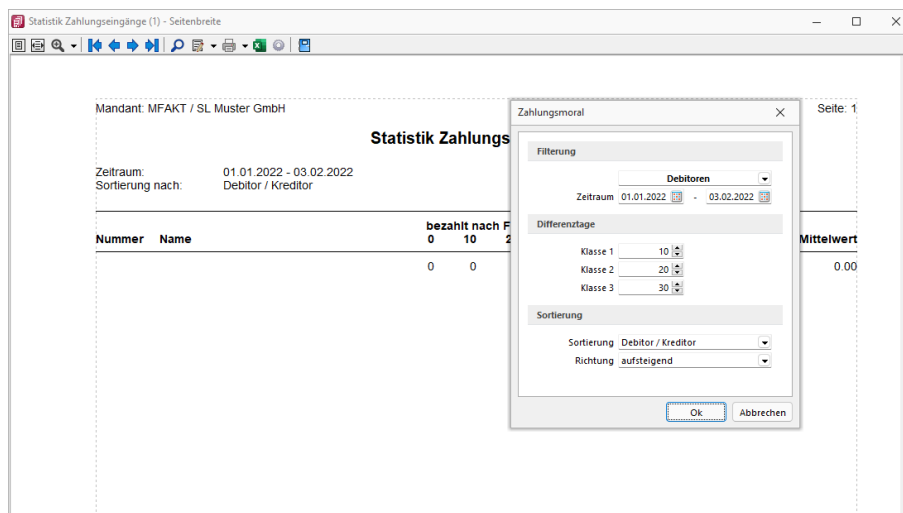 Statistik Zahlungseingänge (1) - Seitenbreite
Mandant: MFAKT / SL Muster GmbH
Seite: 1
Statistik Zahlungs
Zeitraum: 01.01.2022 - 03.02.2022
Sortierung nach: Debitor / Kreditor
bezahlt nach F
Nummer Name 0 10 2 Mittelwert
0 0 0.00
Zahlungsmoral
Filterung
Debitoren
Zeitraum 01.01.2022 - 03.02.2022
Differenztage
Klasse 1 10
Klasse 2 20
Klasse 3 30
Sortierung
Sortierung Debitor / Kreditor
Richtung aufsteigend
Ok Abbrechen